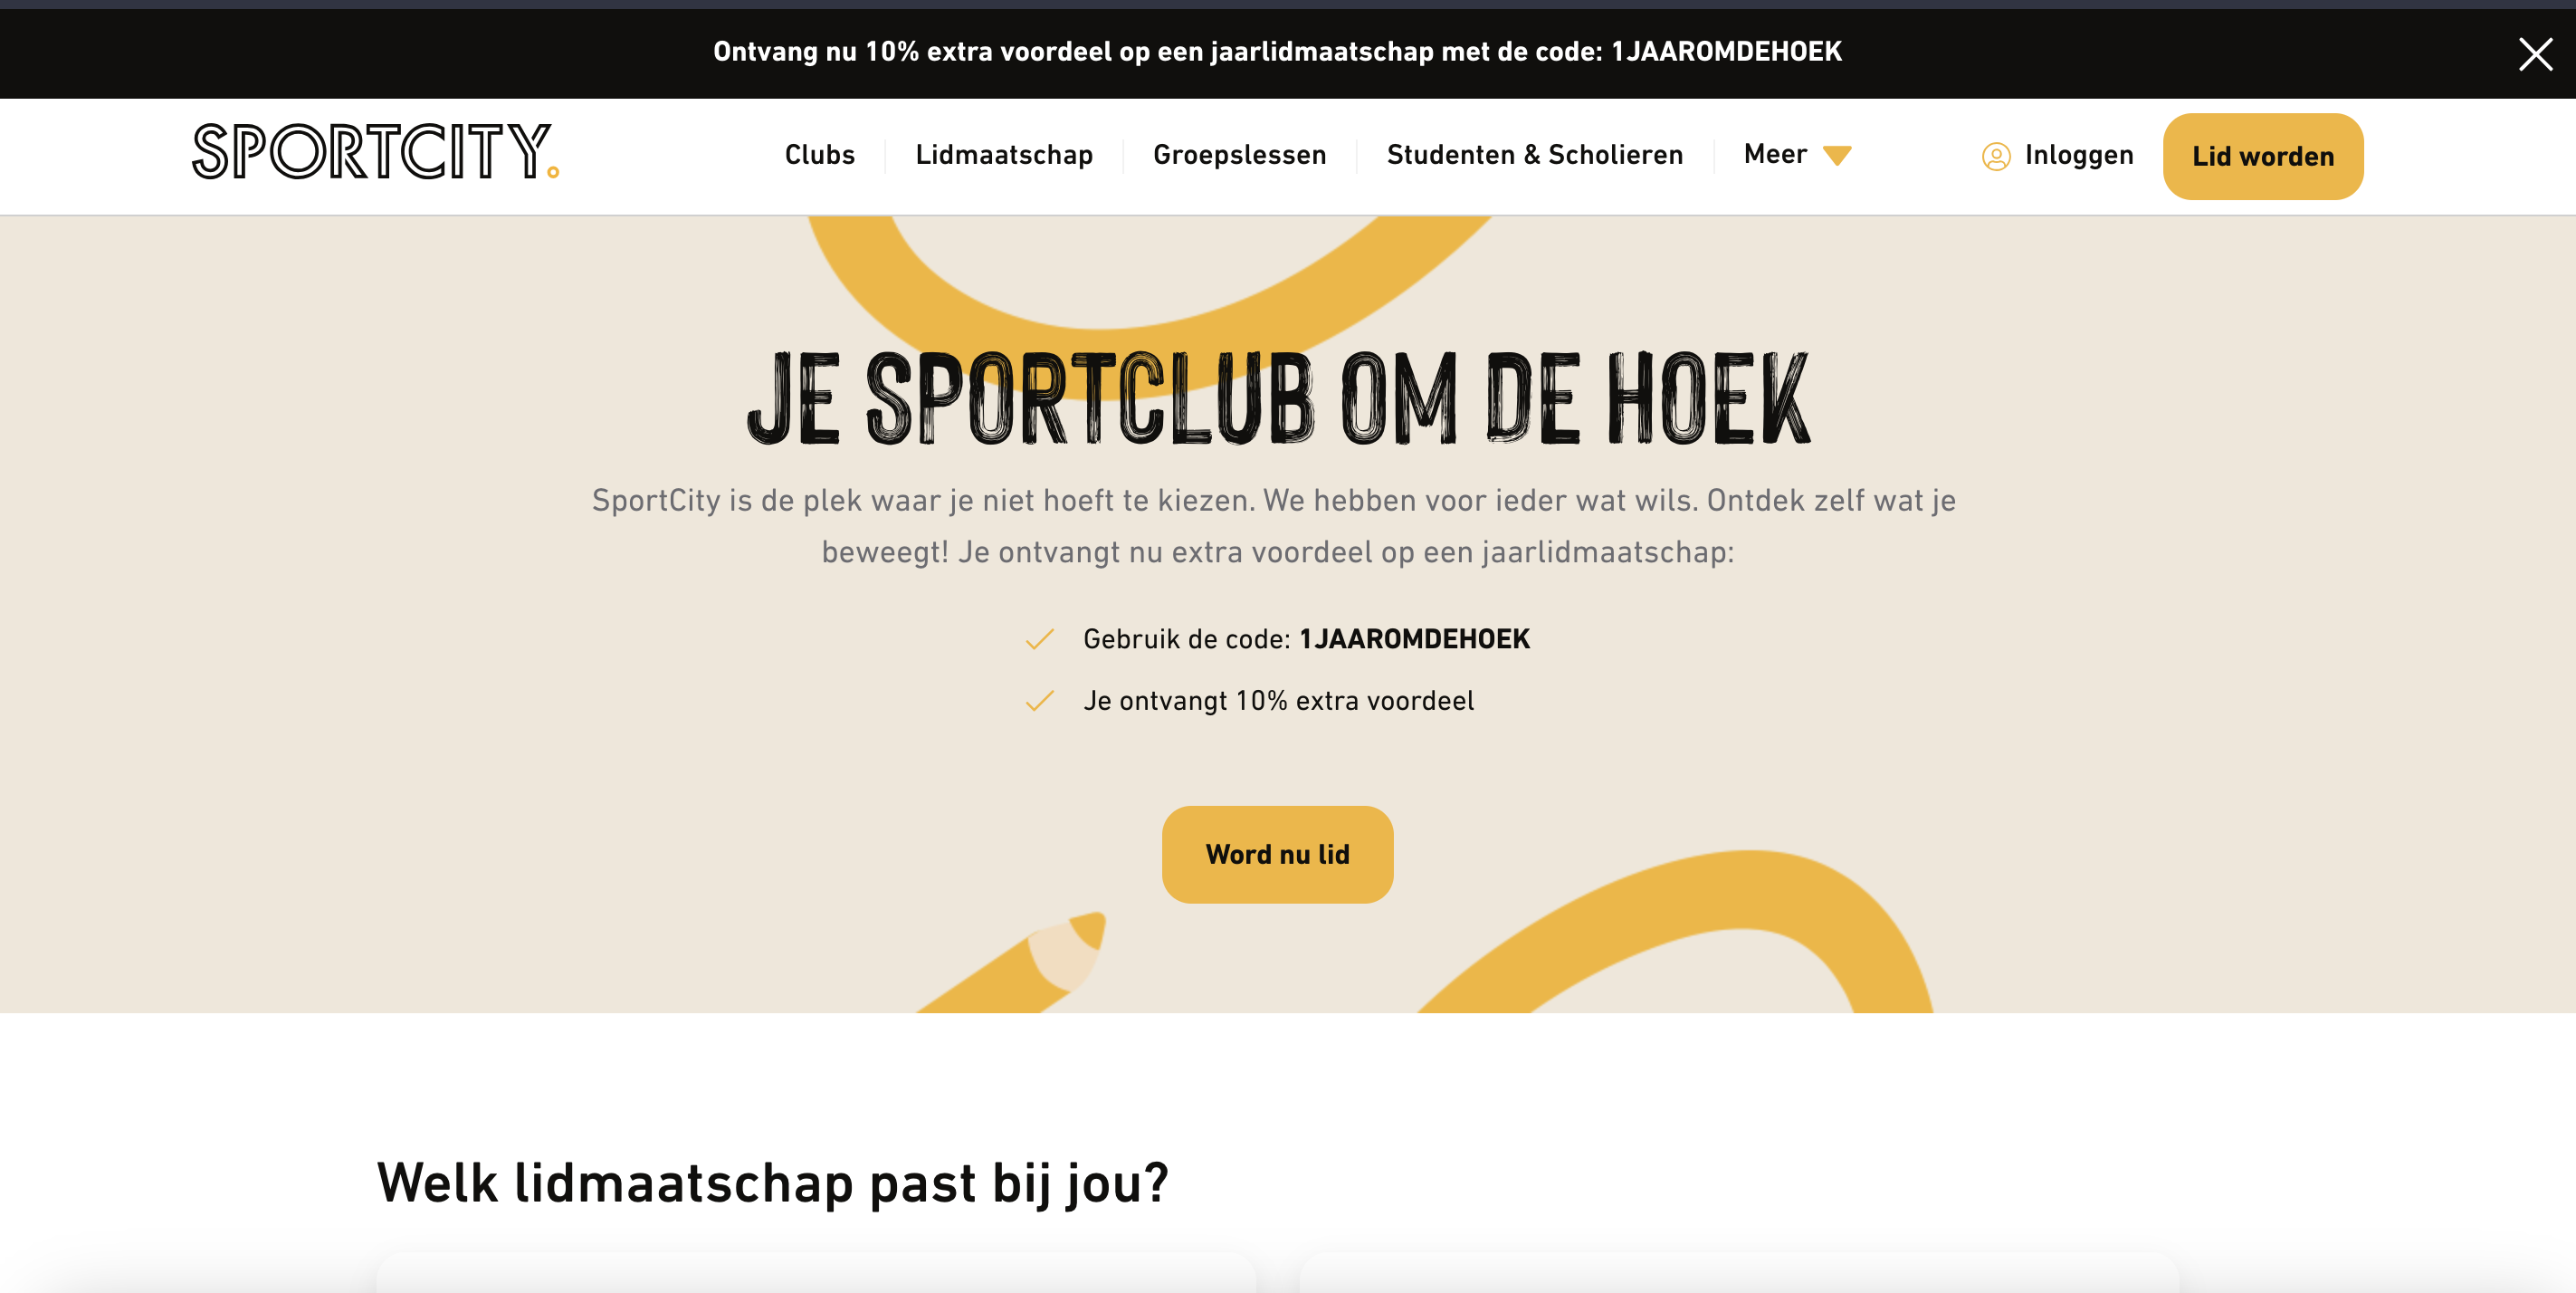 Ontvang nu 10% extra voordeel op een jaarlidmaatschap met de code: 1JAAROMDEHOEK
SPORTCITY
Clubs
Lidmaatschap
Groepslessen
Studenten & Scholieren
Meer
Inloggen
Lid worden
JE SPORTCLUB OM DE HOEK
SportCity is de plek waar je niet hoeft te kiezen. We hebben voor ieder wat wils. Ontdek zelf wat je
beweegt! Je ontvangt nu extra voordeel op een jaarlidmaatschap:
Gebruik de code: 1JAAROMDEHOEK
Je ontvangt 10% extra voordeel
Word nu lid
Welk lidmaatschap past bij jou?